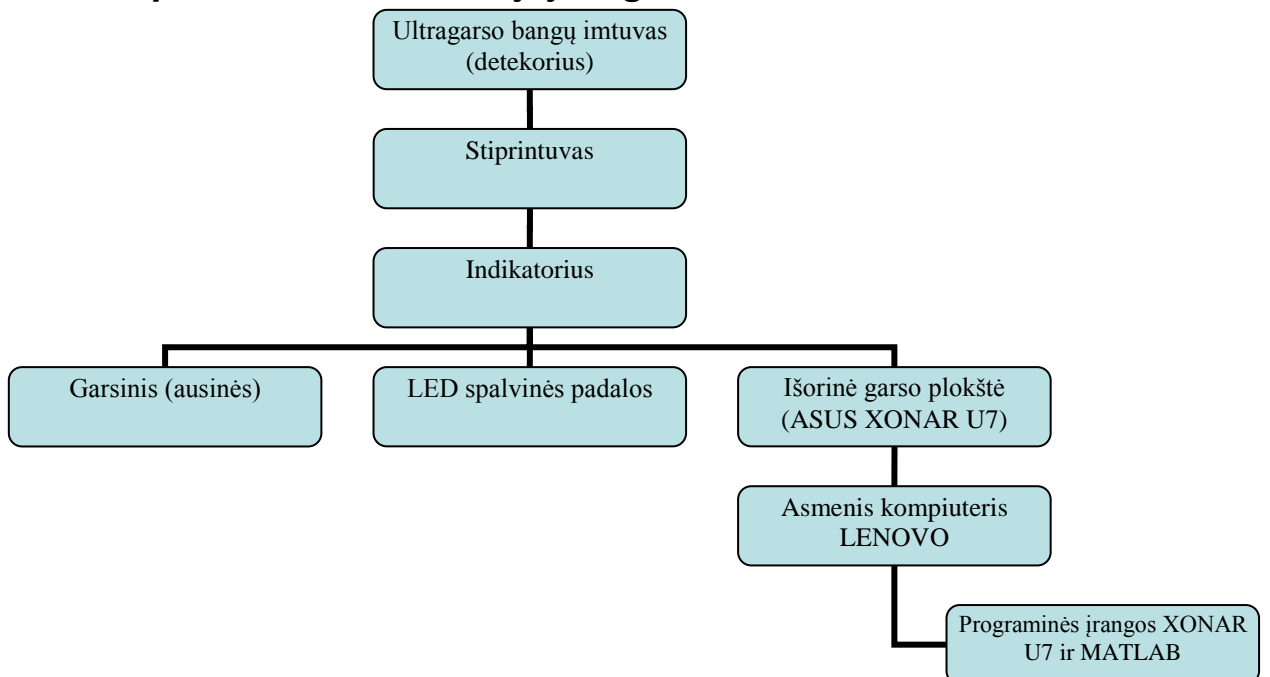 Ultragarso bangų imtuvas
(detekorius)
Stiprintuvas
Indikatorius
Garsinis (ausinės)
LED spalvinės padalos
Išorinė garso plokštė
(ASUS XONAR U7)
Asmenis kompiuteris
LENOVO
Programinės įrangos XONAR
U7 ir MATLAB